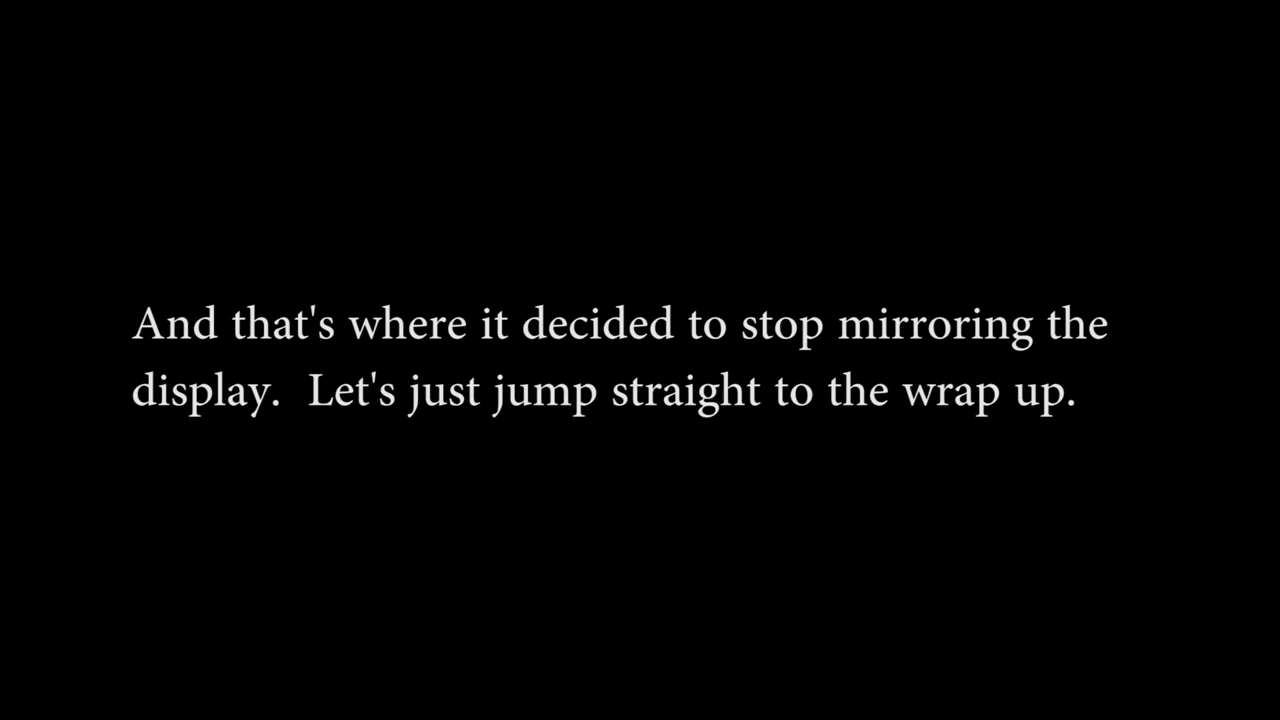 And that's where it decided to stop mirroring the
display.  Let's just jump straight to the wrap up.